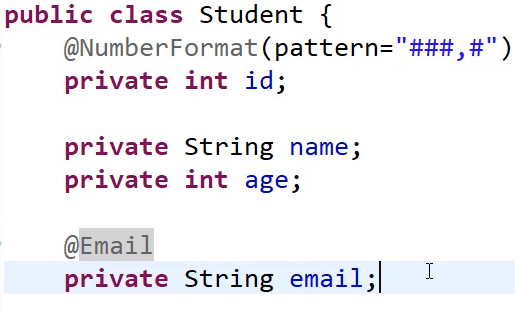 public class Student {
@NumberFormat(pattern="###,#")
private int id;
private String name;
private int age;
@Email
private String email;